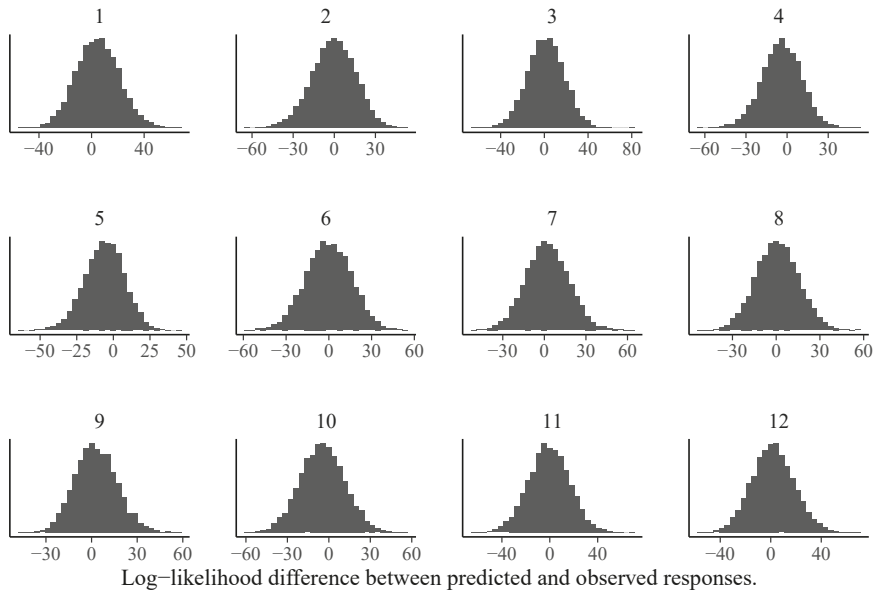 1 2 3 4
−40 0 40 −60 −30 0 30 −40 0 40 80 −60 −30 0 30
5 6 7 8
−50 −25 0 25 50 −60 −30 0 30 60 −30 0 30 60 −30 0 30 60
9 10 11 12
−30 0 30 60 −60 −30 0 30 60 −40 0 40 −40 0 40
Log−likelihood difference between predicted and observed responses.